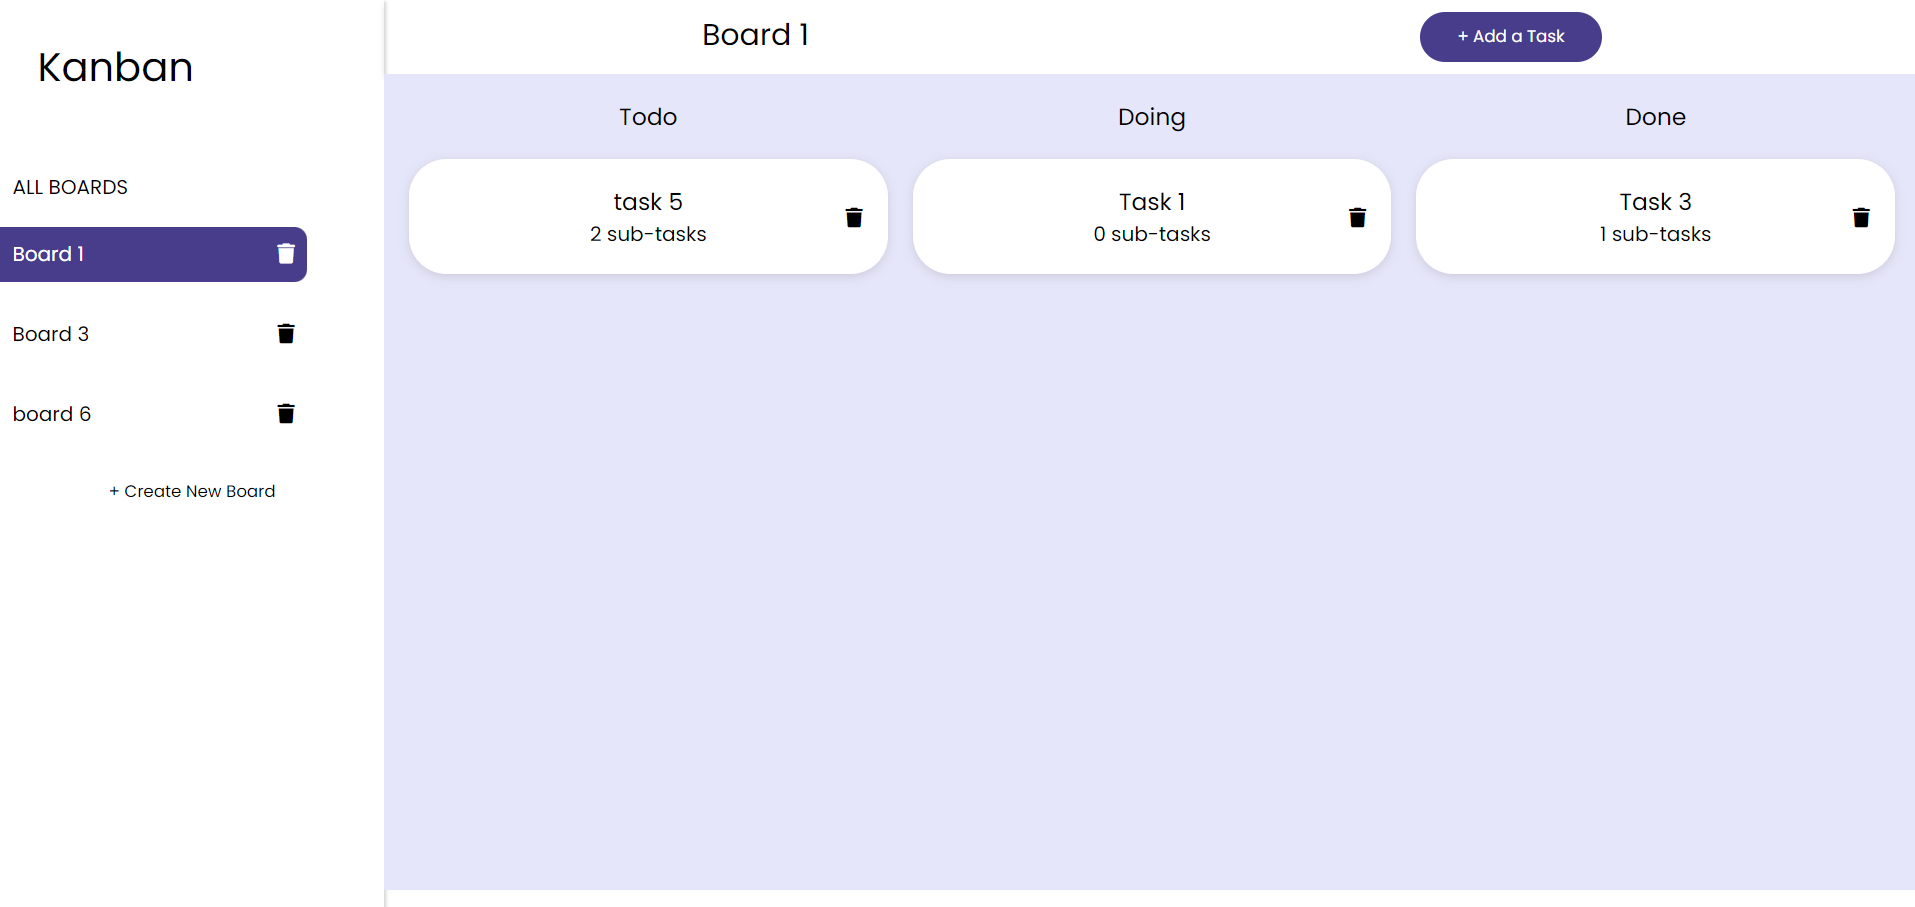 Kanban
ALL BOARDS
Board 1
Board 3
board 6
+ Create New Board
Board 1
+ Add a Task
Todo
task 5
2 sub-tasks
Doing
Task 1
0 sub-tasks
Done
Task 3
1 sub-tasks